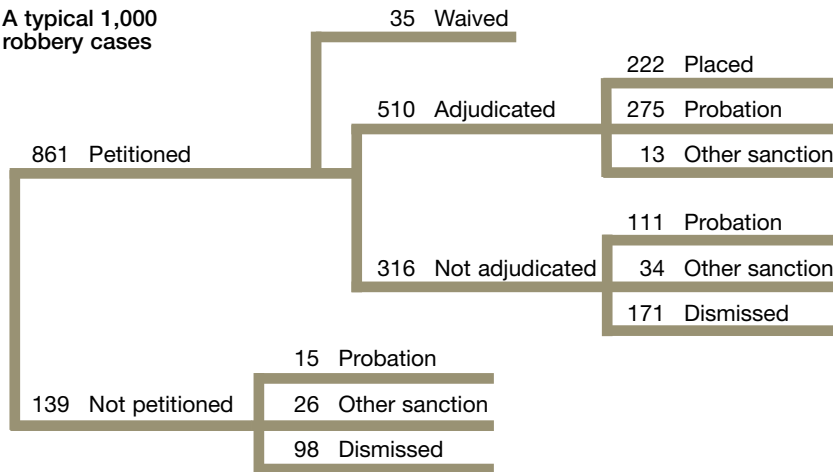 A typical 1,000
robbery cases
35 Waived
222 Placed
510 Adjudicated
275 Probation
861 Petitioned
13 Other sanction
111 Probation
316 Not adjudicated
34 Other sanction
171 Dismissed
15 Probation
139 Not petitioned
26 Other sanction
98 Dismissed